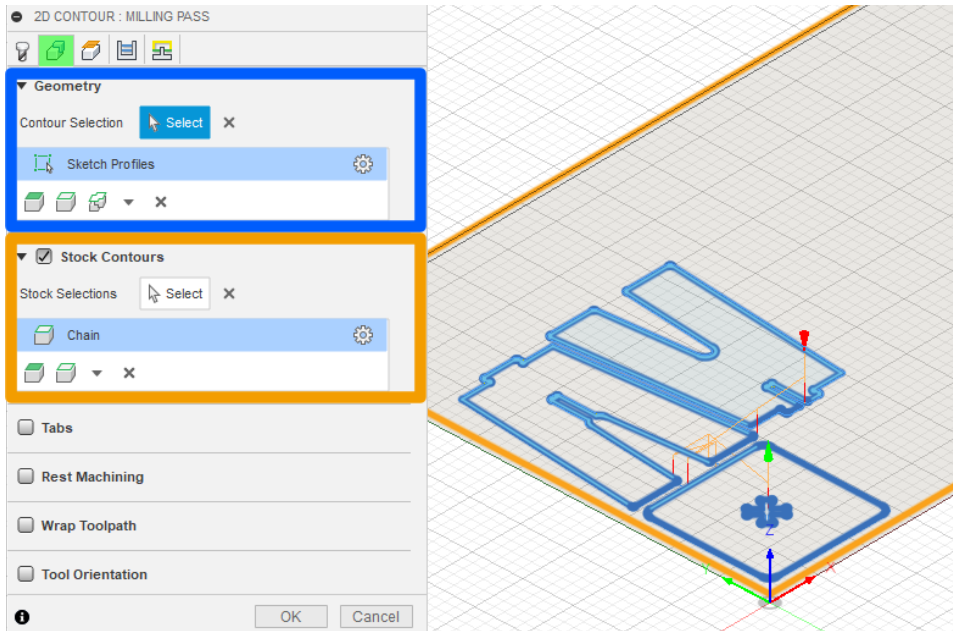 2D CONTOUR : MILLING PASS
Geometry
Contour Selection Select
Sketch Profiles
Stock Contours
Stock Selections Select
Chain
Tabs
Rest Machining
Wrap Toolpath
Tool Orientation
OK Cancel
Z
Y X